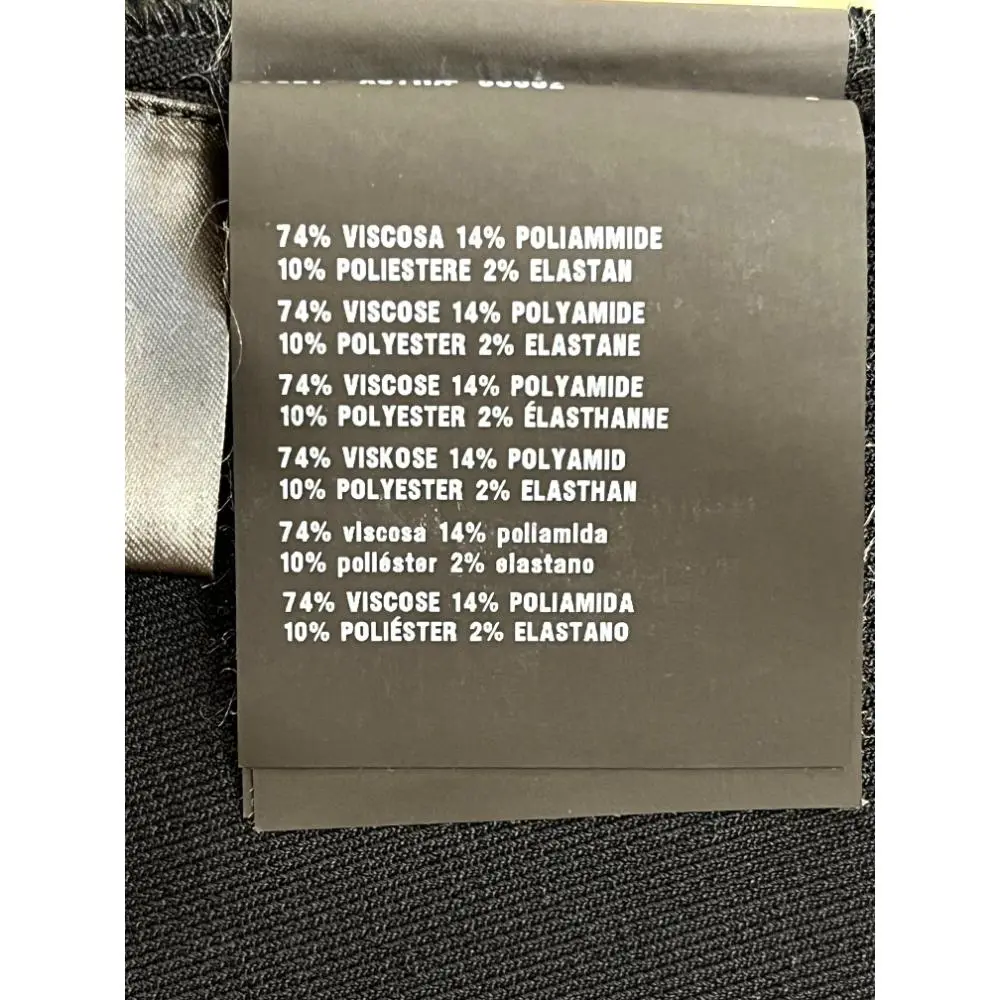 74% VISCOSA 14% POLIAMMIDE
10% POLIESTERE 2% ELASTAN
74% VISCOSE 14% POLYAMIDE
10% POLYESTER 2% ELASTANE
74% VISCOSE 14% POLYAMIDE
10% POLYESTER 2% ÉLASTHANNE
74% VISKOSE 14% POLYAMID
10% POLYESTER 2% ELASTHAN
74% viscosa 14% poliamida
10% poliéster 2% elastano
74% VISCOSE 14% POLIAMIDA
10% POLIÉSTER 2% ELASTANO